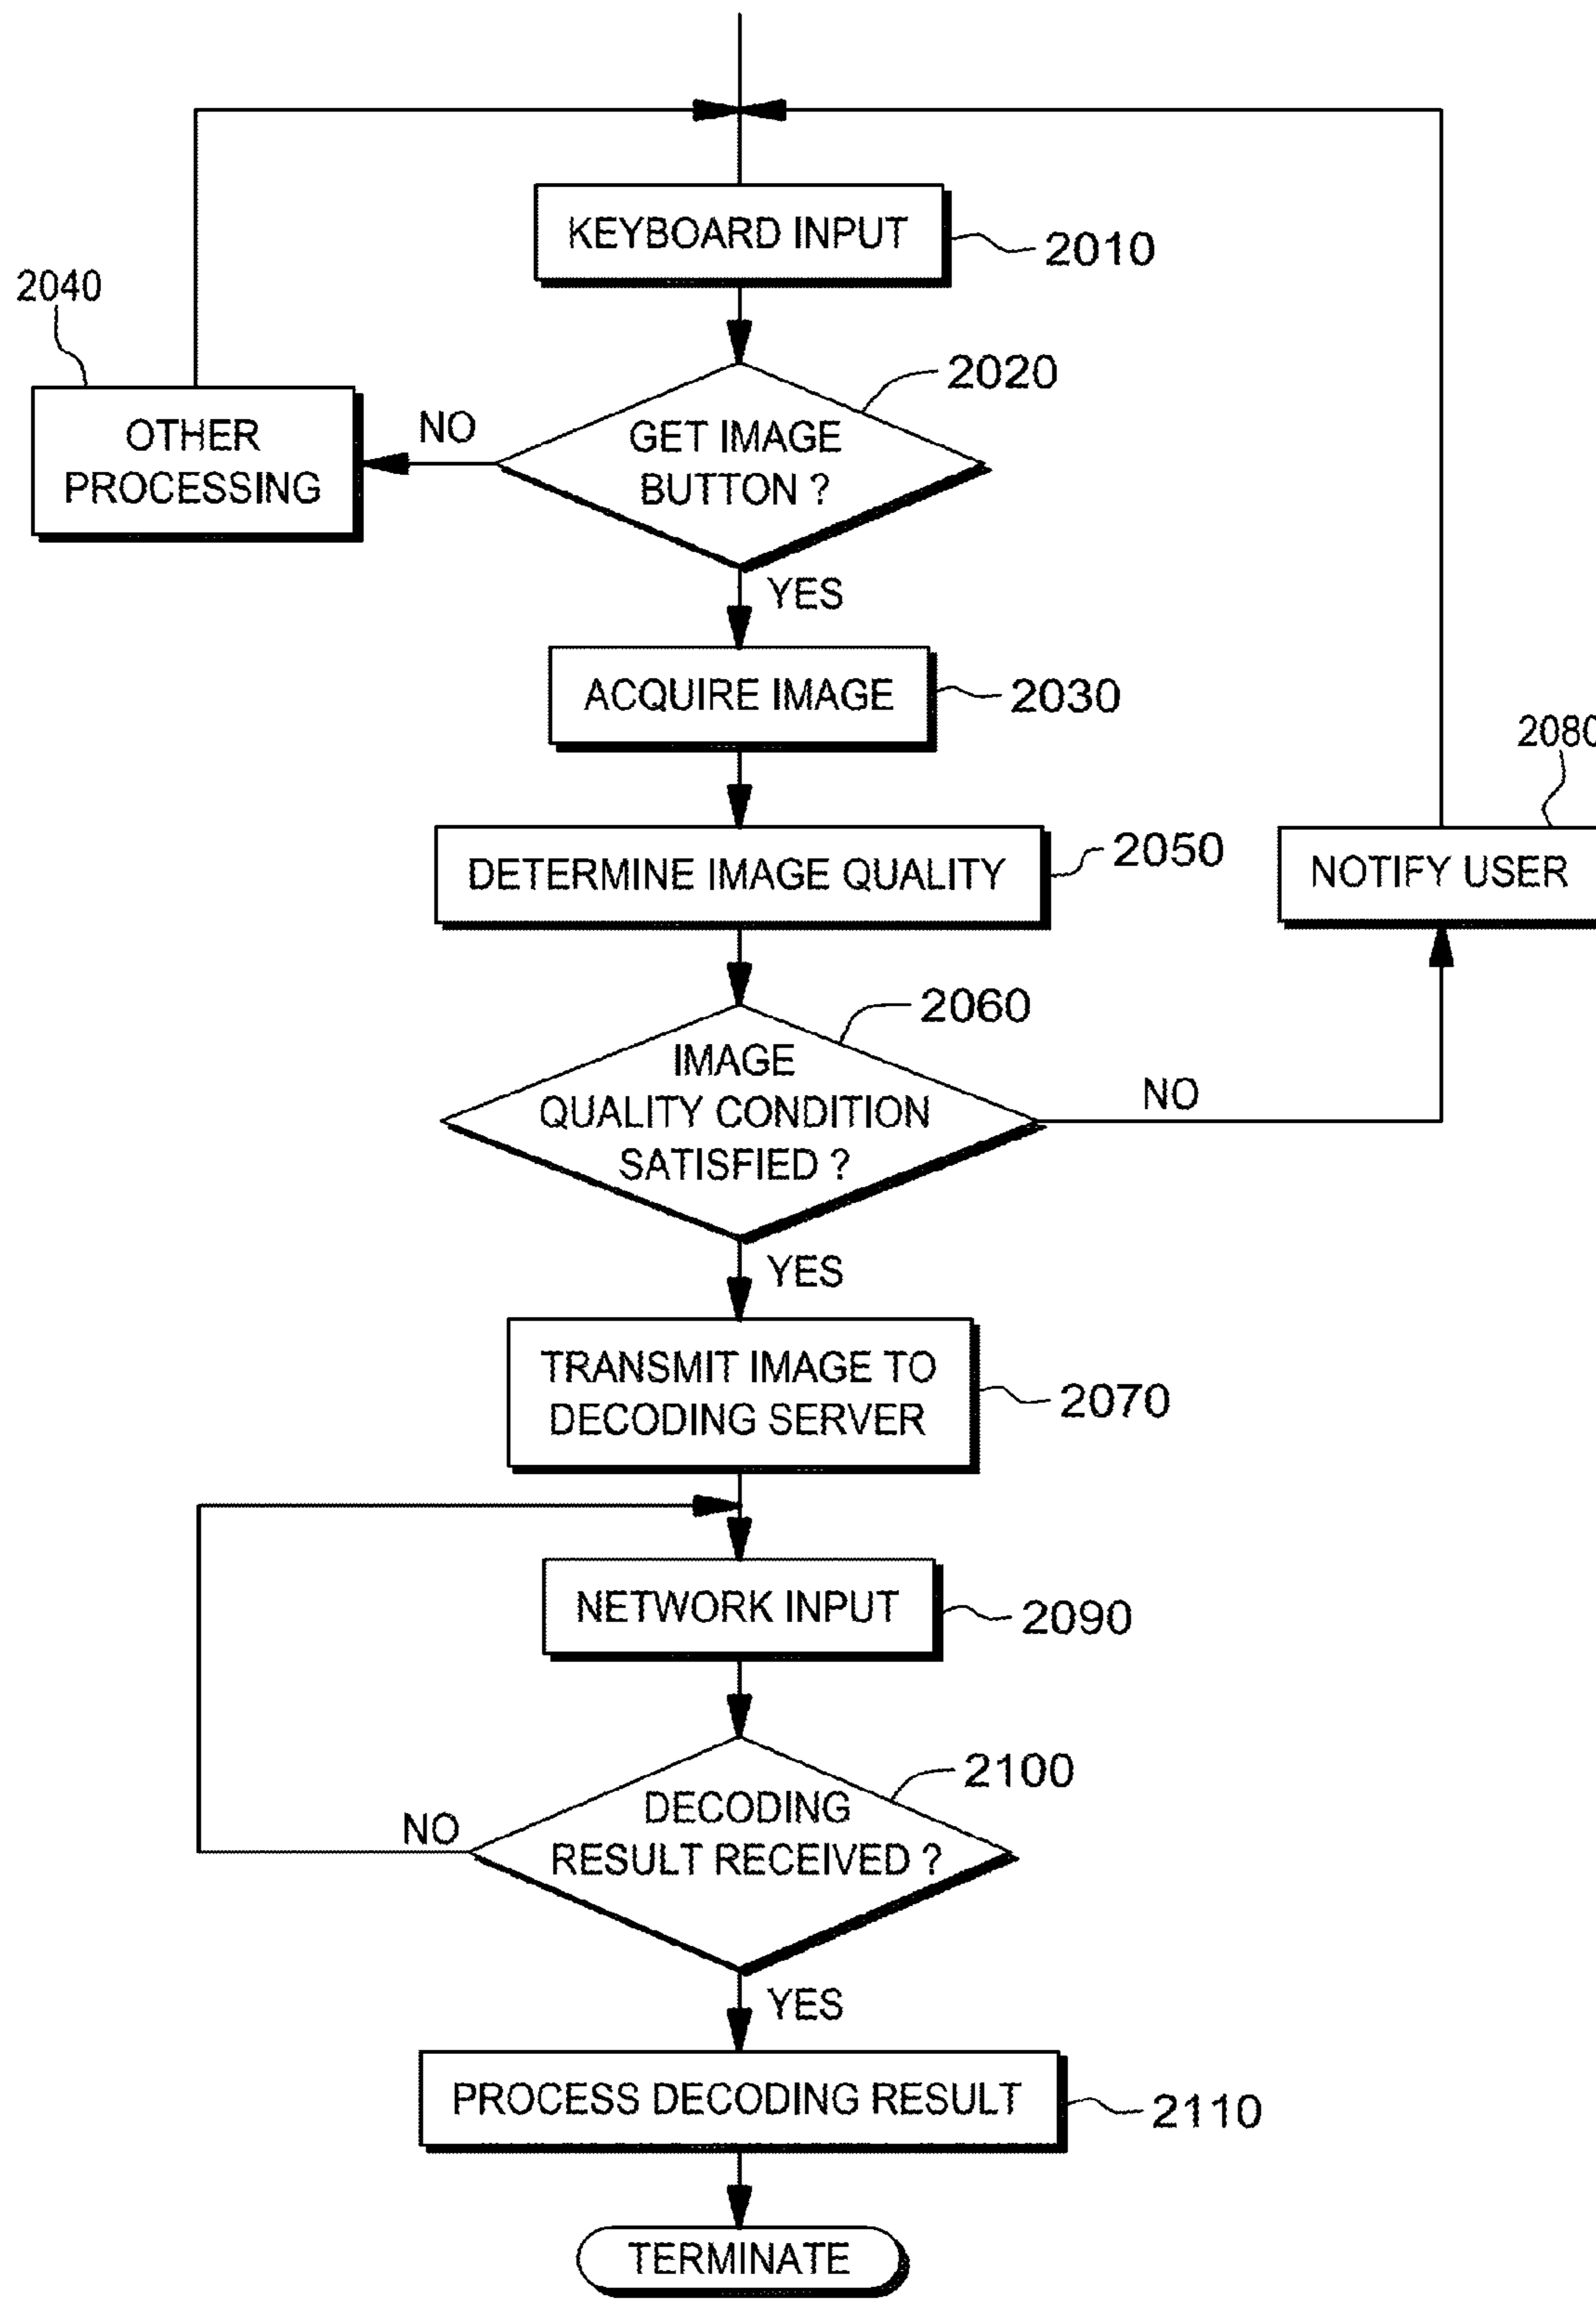 KEYBOARD INPUT
2010
2040
2020
OTHER
PROCESSING
NO
GET IMAGE
BUTTON ?
YES
ACQUIRE IMAGE
2030
2080
DETERMINE IMAGE QUALITY
2050
NOTIFY USER
2060
IMAGE
QUALITY CONDITION
SATISFIED ?
NO
YES
TRANSMIT IMAGE TO
DECODING SERVER
2070
NETWORK INPUT
2090
2100
DECODING
RESULT RECEIVED ?
NO
YES
PROCESS DECODING RESULT
2110
TERMINATE